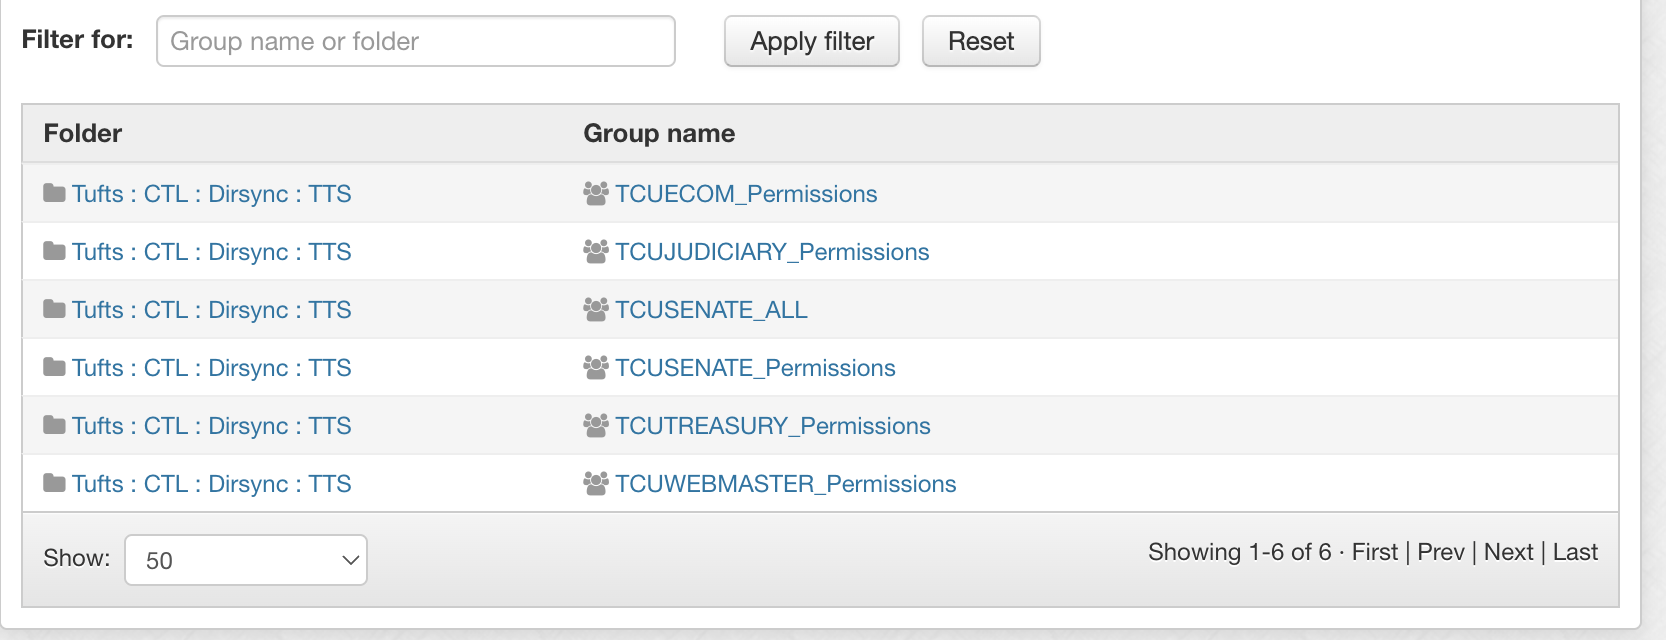 Filter for: Group name or folder Apply filter Reset
Folder Group name
Tufts : CTL : Dirsync : TTS TCUECOM_Permissions
Tufts : CTL : Dirsync : TTS TCUJUDICIARY_Permissions
Tufts : CTL : Dirsync : TTS TCUSENATE_ALL
Tufts : CTL : Dirsync : TTS TCUSENATE_Permissions
Tufts : CTL : Dirsync : TTS TCUTREASURY_Permissions
Tufts : CTL : Dirsync : TTS TCUWEBMASTER_Permissions
Show: 50 Showing 1-6 of 6 · First | Prev | Next | Last